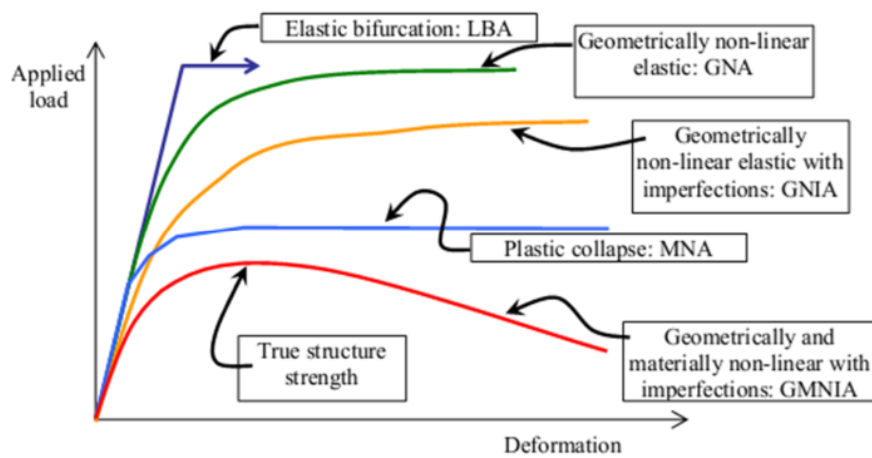 Elastic bifurcation: LBA
Geometrically non-linear
elastic: GNA
Applied
load
Geometrically
non-linear elastic with
imperfections: GNIA
Plastic collapse: MNA
True structure
strength
Geometrically and
materially non-linear with
imperfections: GMNIA
Deformation